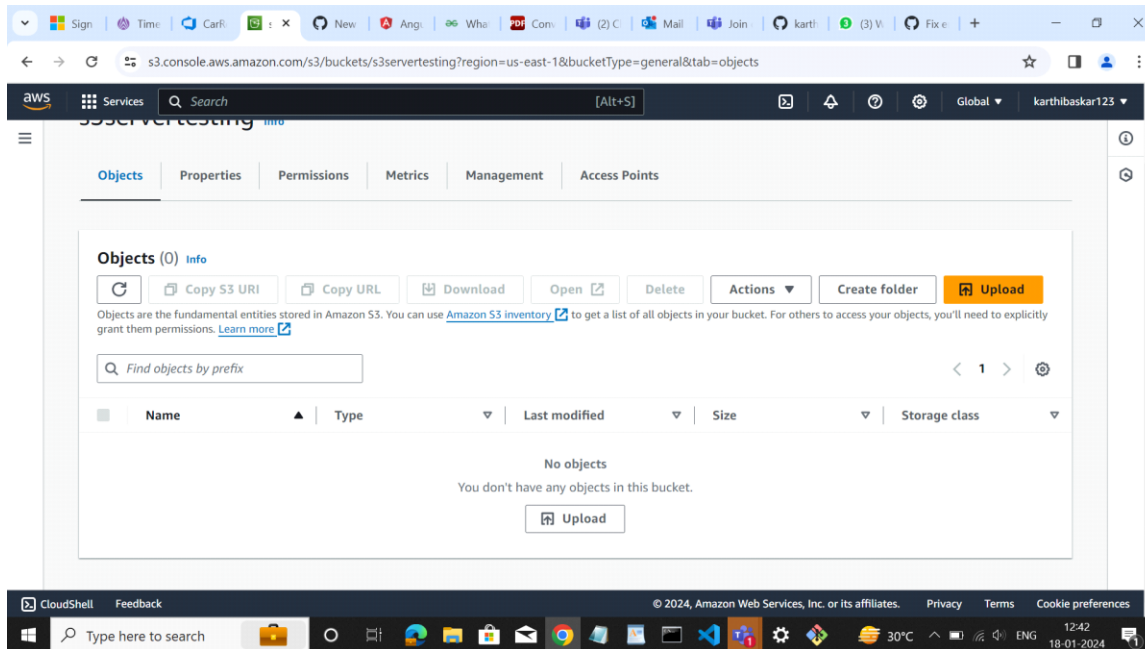 Sign Time CarR s New Ang Wha PDF Conv (2) C Mail Join karth (3) W Fix e
s3.console.aws.amazon.com/s3/buckets/s3servertesting?region=us-east-1&bucketType=general&tab=objects
aws Services Search [Alt+S] Global ▼ karthibaskar123 ▼
s3servertesting Info
Objects Properties Permissions Metrics Management Access Points
Objects (0) Info
Copy S3 URI Copy URL Download Open Delete Actions ▼ Create folder Upload
Objects are the fundamental entities stored in Amazon S3. You can use Amazon S3 inventory to get a list of all objects in your bucket. For others to access your objects, you'll need to explicitly
grant them permissions. Learn more
Find objects by prefix 1
Name Type Last modified Size Storage class
No objects
You don't have any objects in this bucket.
Upload
CloudShell Feedback © 2024, Amazon Web Services, Inc. or its affiliates. Privacy Terms Cookie preferences
Type here to search 30°C ENG 12:42
18-01-2024